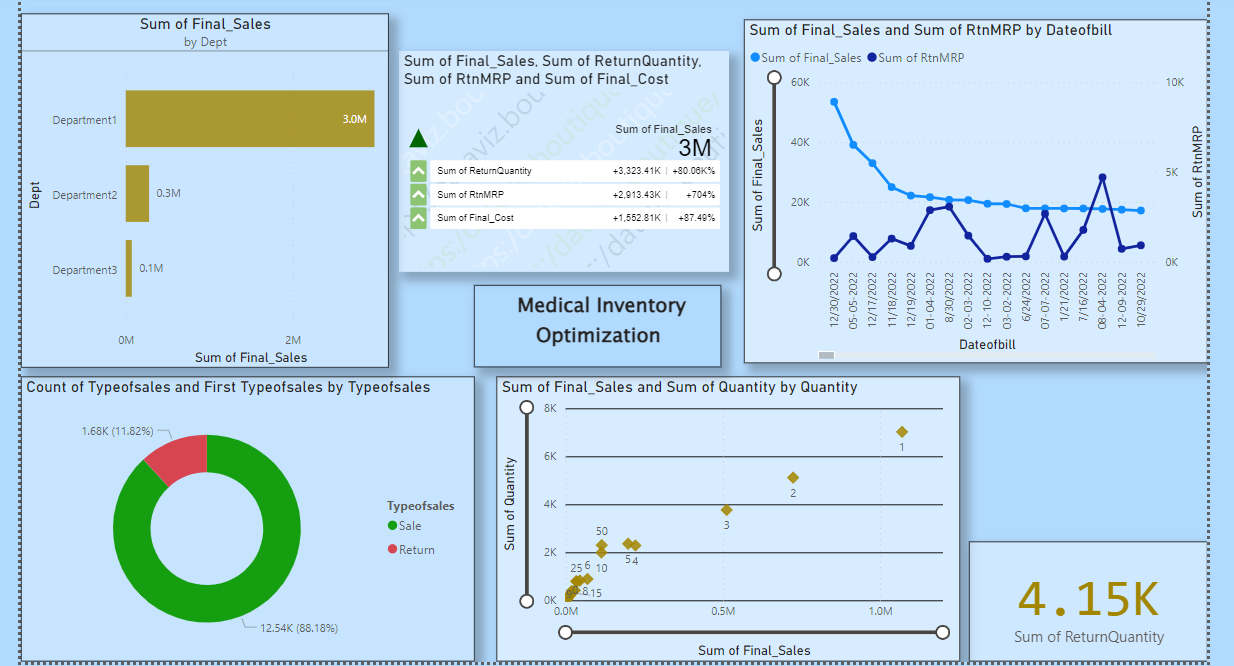 Sum of Final_Sales
by Dept
Dept
Department1
3.0M
Department2
0.3M
Department3
0.1M
0M
2M
Sum of Final_Sales
Sum of Final_Sales, Sum of ReturnQuantity,
Sum of RtnMRP and Sum of Final_Cost
Sum of Final_Sales
3M
Sum of ReturnQuantity +3,323.41K | +80.06K%
Sum of RtnMRP +2,913.43K | +704%
Sum of Final_Cost +1,552.81K | +87.49%
Medical Inventory
Optimization
Sum of Final_Sales and Sum of RtnMRP by Dateofbill
Sum of Final_Sales Sum of RtnMRP
Sum of Final_Sales
60K
40K
20K
0K
10K
5K
0K
Sum of RtnMRP
12/30/2022
05-05-2022
12/17/2022
11/18/2022
12/19/2022
01-04-2022
8/30/2022
02-03-2022
12-10-2022
03-02-2022
6/24/2022
07-07-2022
1/21/2022
7/16/2022
08-04-2022
12-09-2022
10/29/2022
Dateofbill
Count of Typeofsales and First Typeofsales by Typeofsales
1.68K (11.82%)
12.54K (88.18%)
Typeofsales
Sale
Return
Sum of Final_Sales and Sum of Quantity by Quantity
Sum of Quantity
8K
6K
4K
2K
0K
1
2
3
50
5
4
10
25
6
8
15
0.0M
0.5M
1.0M
Sum of Final_Sales
4.15K
Sum of ReturnQuantity